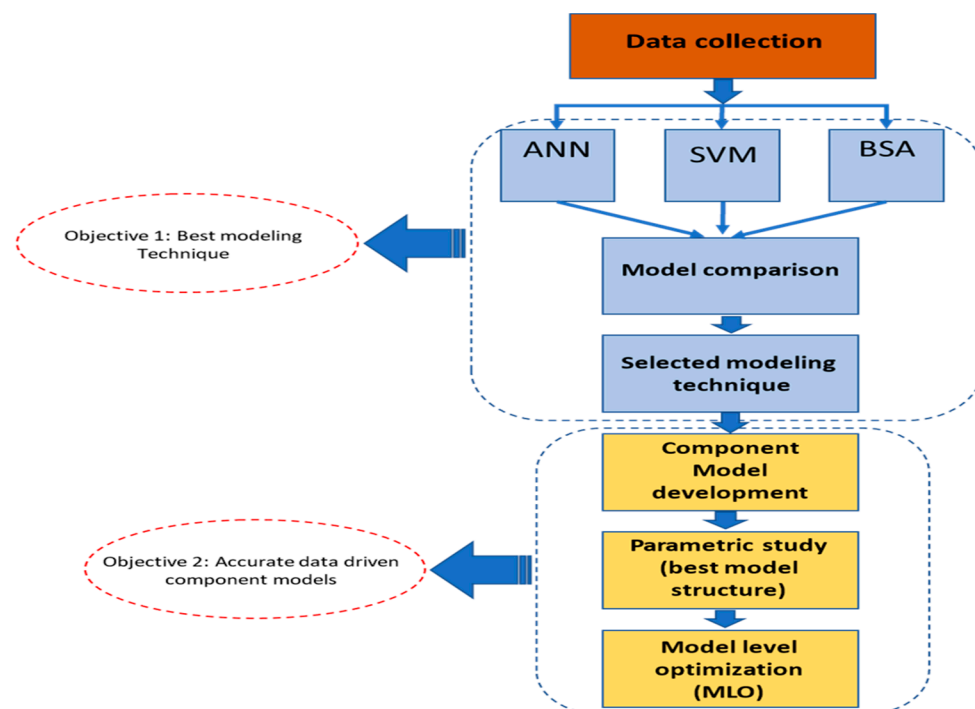 Data collection
ANN
SVM
BSA
Objective 1: Best modeling
Technique
Model comparison
Selected modeling
technique
Component
Model
development
Objective 2: Accurate data driven
component models
Parametric study
(best model
structure)
Model level
optimization
(MLO)